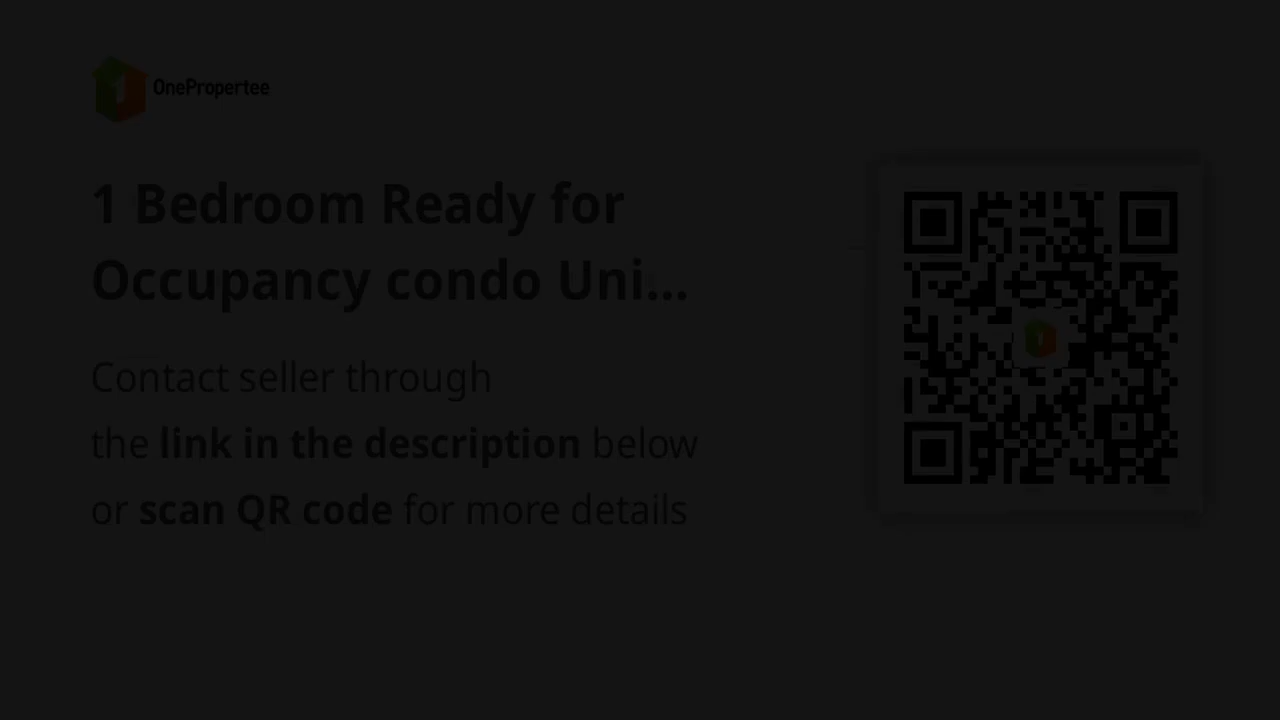 OnePropertee
1 Bedroom Ready for
Occupancy condo Uni...
Contact seller through
the link in the description below
or scan QR code for more details